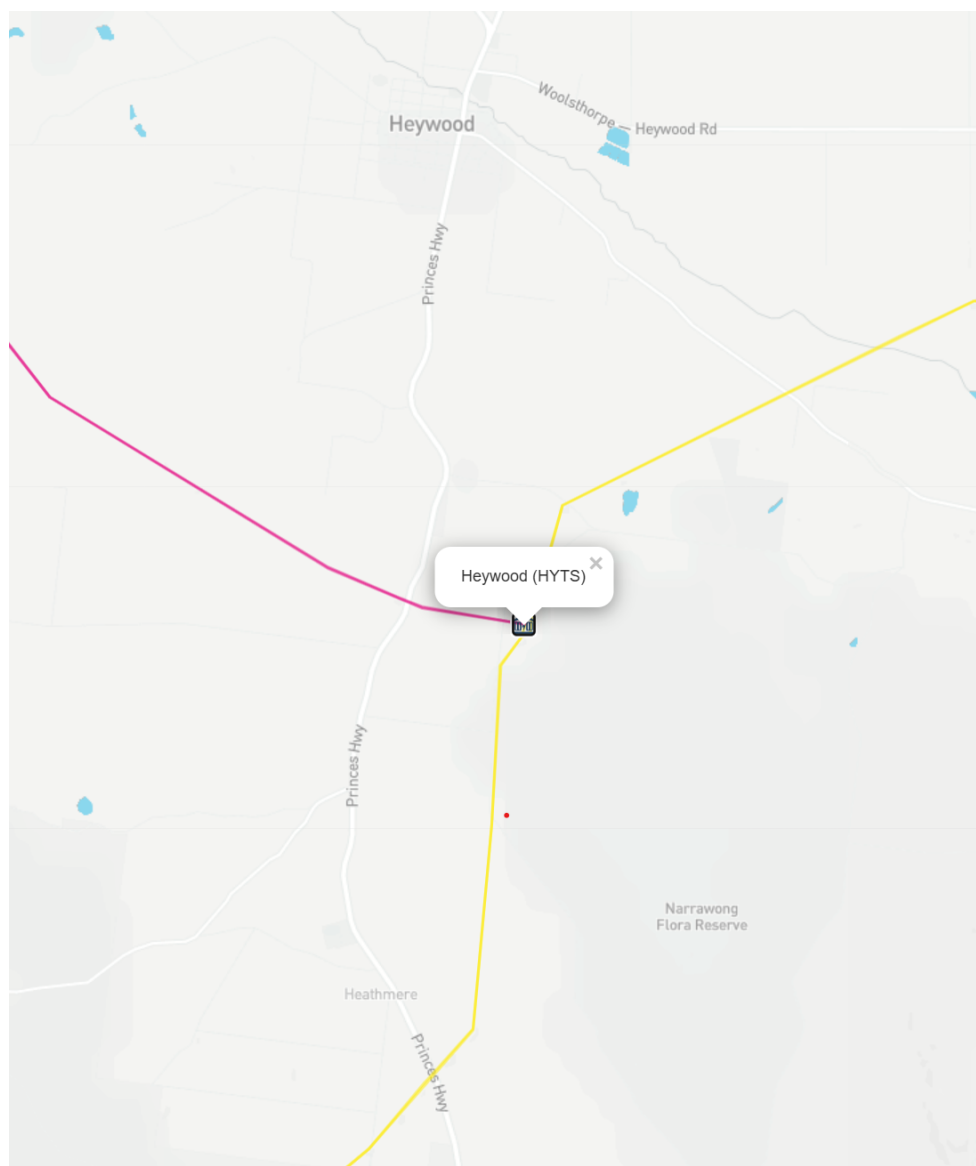 Woolsthorpe – Heywood Rd
Heywood
Princes Hwy
Heywood (HYTS)
×
Princes Hwy
Narrawong
Flora Reserve
Heathmere
Princes Hwy